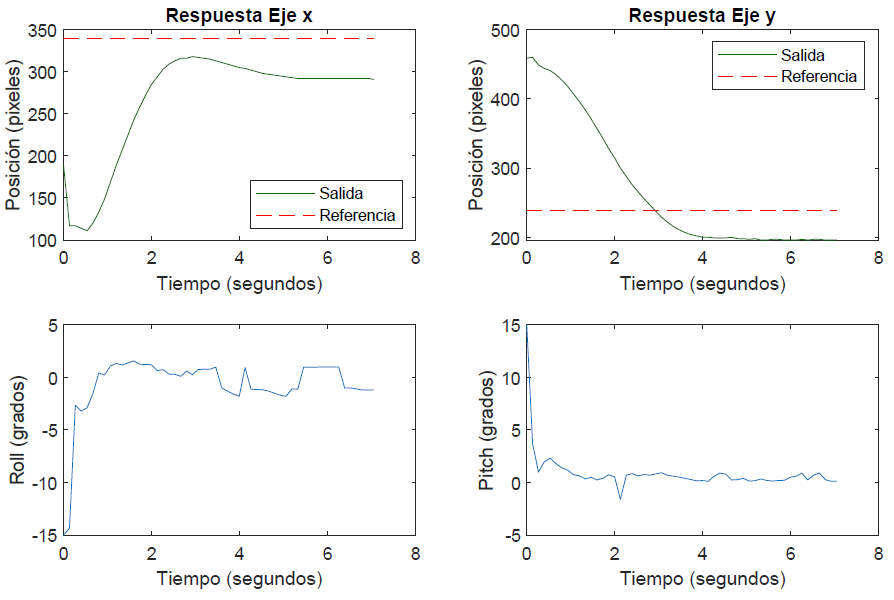 Respuesta Eje x
350
300
250
200
150
100
Posición (pixeles)
Salida
Referencia
0 2 4 6 8
Tiempo (segundos)
Respuesta Eje y
500
400
300
200
Posición (pixeles)
Salida
Referencia
0 2 4 6 8
Tiempo (segundos)
5
0
-5
-10
-15
Roll (grados)
0 2 4 6 8
Tiempo (segundos)
15
10
5
0
-5
Pitch (grados)
0 2 4 6 8
Tiempo (segundos)